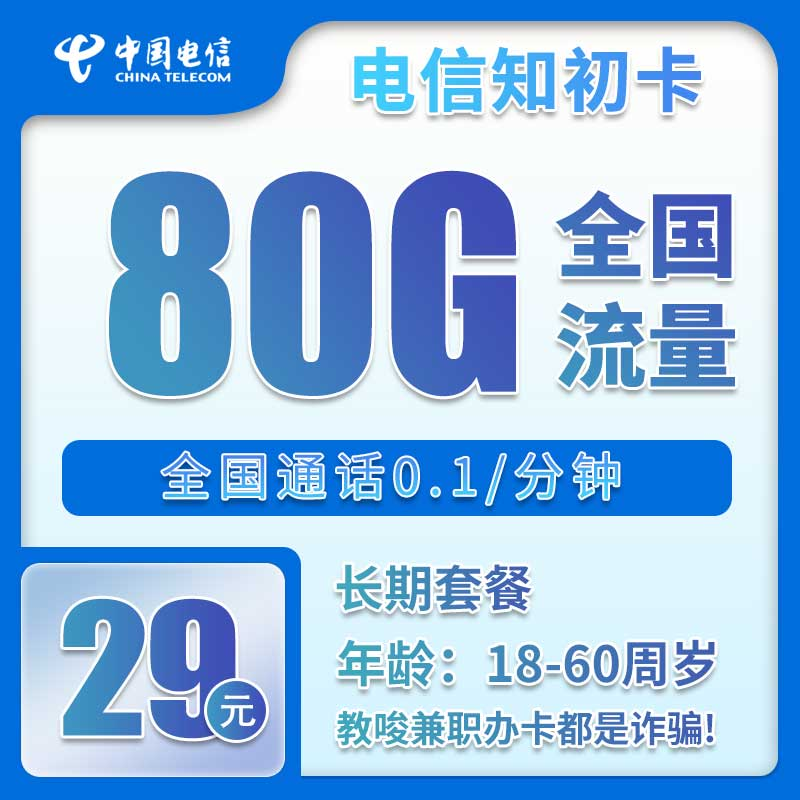 中国电信
CHINA TELECOM
电信知初卡
80G
全国
流量
全国通话0.1/分钟
29元
长期套餐
年龄：18-60周岁
教唆兼职办卡都是诈骗!